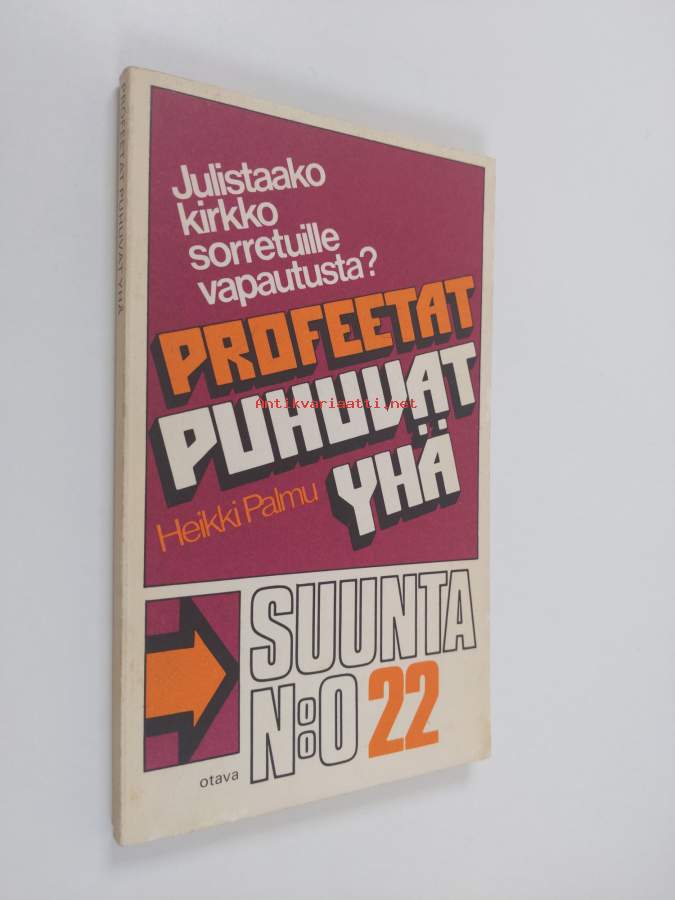 PROFEETAT PUHUVAT YHÄ
Julistaako
kirkko
sorretuille
vapautusta?
PROFEETAT
PUHUVAT
Antikvariaatti.net
YHÄ
Heikki Palmu
SUUNTA
N:O 22
otava